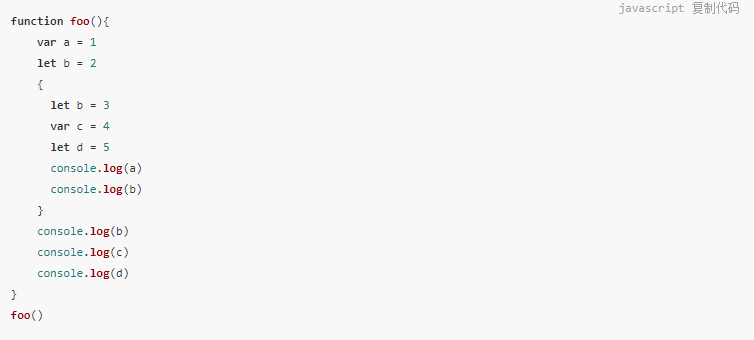 javascript 复制代码
function foo(){
    var a = 1
    let b = 2
    {
      let b = 3
      var c = 4
      let d = 5
      console.log(a)
      console.log(b)
    }
    console.log(b)
    console.log(c)
    console.log(d)
}
foo()